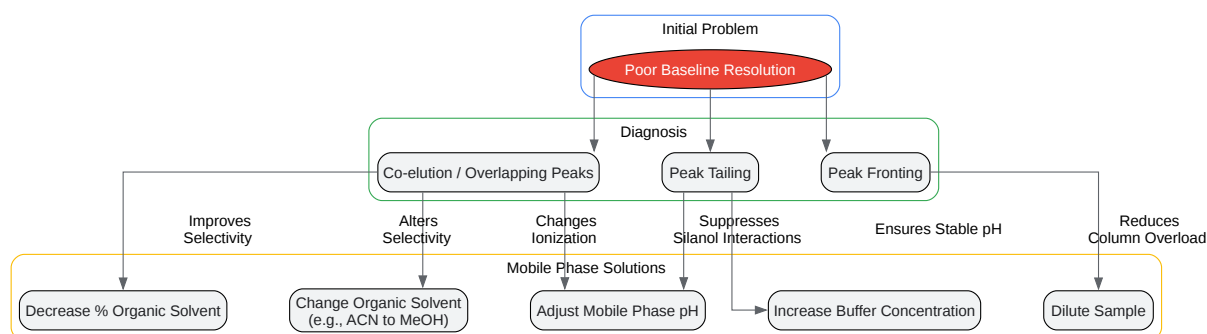 Initial Problem
Poor Baseline Resolution
Diagnosis
Co-elution / Overlapping Peaks
Peak Tailing
Peak Fronting
Improves
Selectivity
Alters
Selectivity
Changes
Ionization
Suppresses
Silanol Interactions
Ensures Stable pH
Reduces
Column Overload
Mobile Phase Solutions
Decrease % Organic Solvent
Change Organic Solvent
(e.g., ACN to MeOH)
Adjust Mobile Phase pH
Increase Buffer Concentration
Dilute Sample